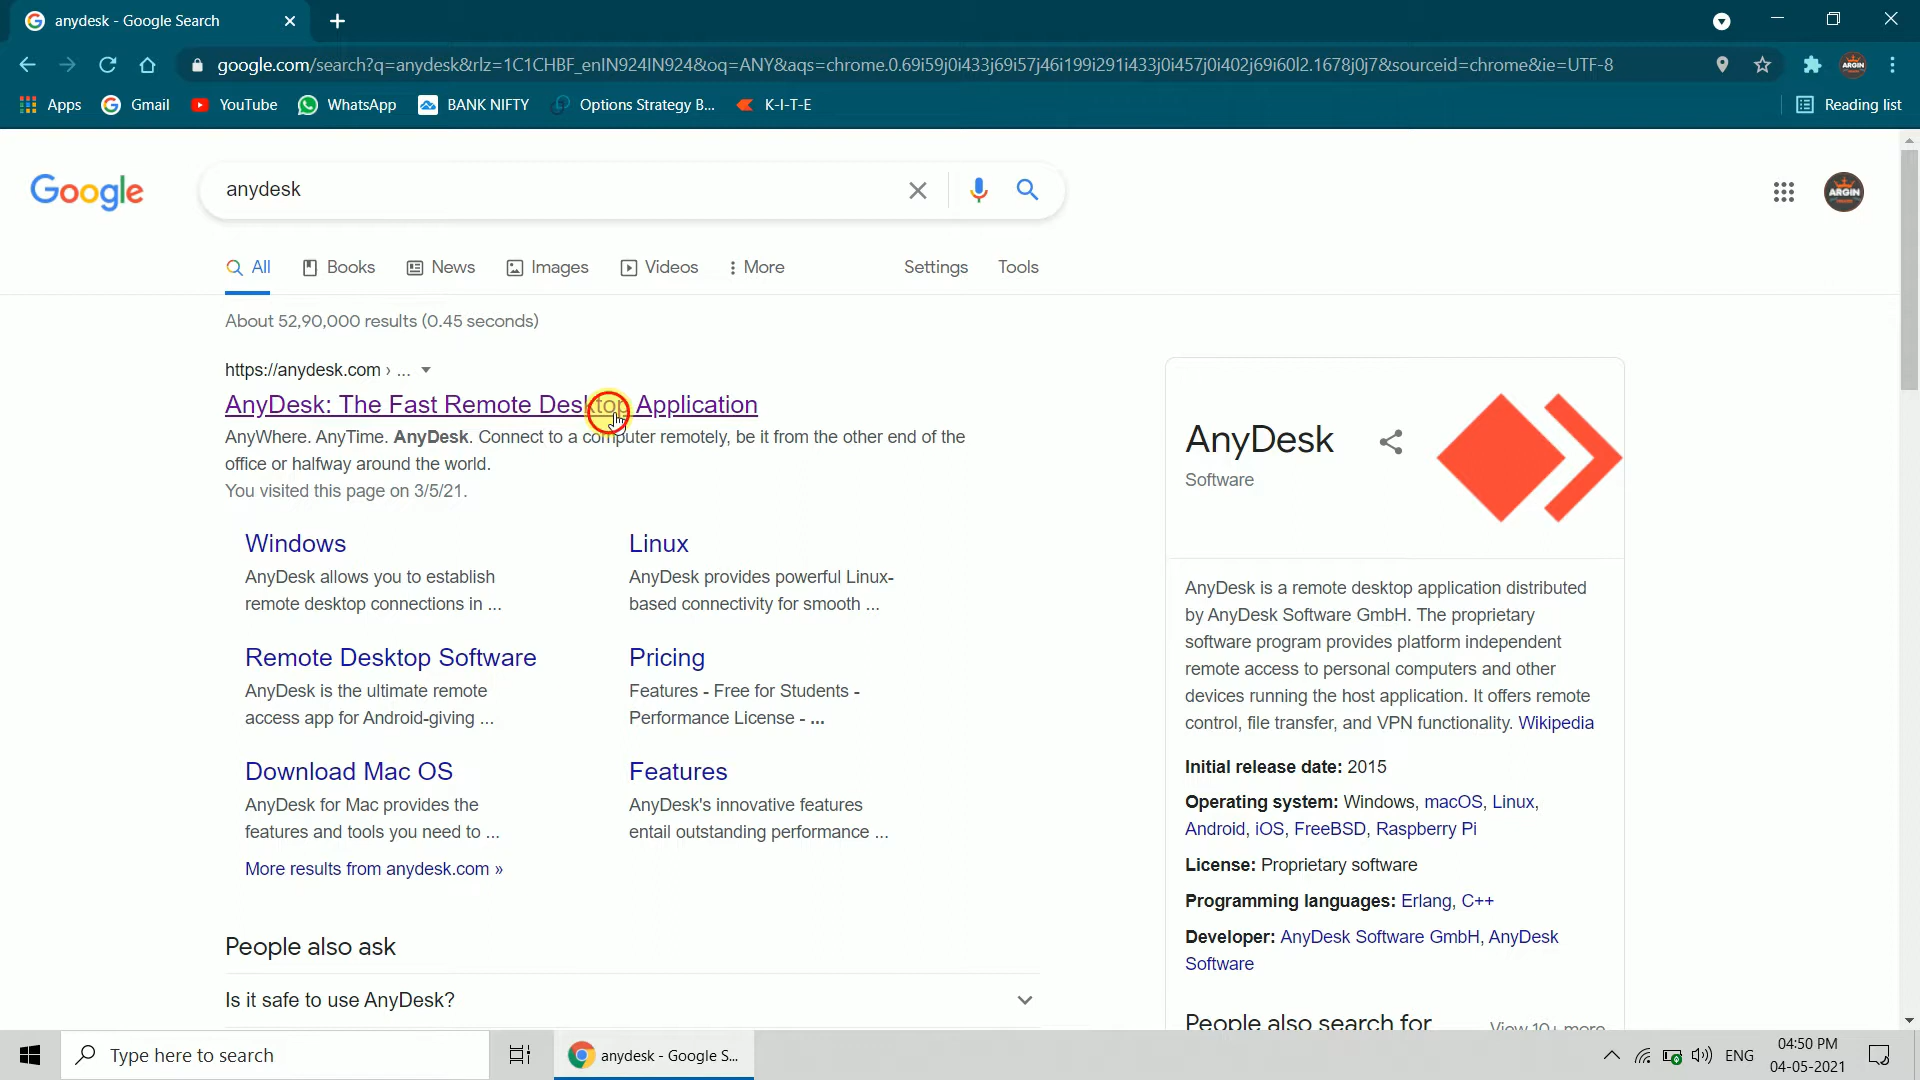 anydesk - Google Search
google.com/search?q=anydesk&rlz=1C1CHBF_enIN924IN924&oq=ANY&aqs=chrome.0.69i59j0i433j69i57j46i199i291i433j0i457j0i402j69i60l2.1678j0j7&sourceid=chrome&ie=UTF-8
ARGIN
Apps
Gmail
YouTube
WhatsApp
BANK NIFTY
Options Strategy B...
K-I-T-E
Reading list
Google
anydesk
ARGIN
All
Books
News
Images
Videos
More
Settings
Tools
About 52,90,000 results (0.45 seconds)
https://anydesk.com › ...
AnyDesk: The Fast Remote Desktop Application
AnyWhere. AnyTime. AnyDesk. Connect to a computer remotely, be it from the other end of the
office or halfway around the world.
You visited this page on 3/5/21.
Windows
AnyDesk allows you to establish
remote desktop connections in ...
Linux
AnyDesk provides powerful Linux-
based connectivity for smooth ...
Remote Desktop Software
AnyDesk is the ultimate remote
access app for Android-giving ...
Pricing
Features - Free for Students -
Performance License - ...
Download Mac OS
AnyDesk for Mac provides the
features and tools you need to ...
Features
AnyDesk's innovative features
entail outstanding performance ...
More results from anydesk.com »
People also ask
Is it safe to use AnyDesk?
AnyDesk
Software
AnyDesk is a remote desktop application distributed
by AnyDesk Software GmbH. The proprietary
software program provides platform independent
remote access to personal computers and other
devices running the host application. It offers remote
control, file transfer, and VPN functionality. Wikipedia
Initial release date: 2015
Operating system: Windows, macOS, Linux,
Android, iOS, FreeBSD, Raspberry Pi
License: Proprietary software
Programming languages: Erlang, C++
Developer: AnyDesk Software GmbH, AnyDesk
Software
People also search for
View 10+ more
Type here to search
anydesk - Google S...
ENG
04:50 PM
04-05-2021